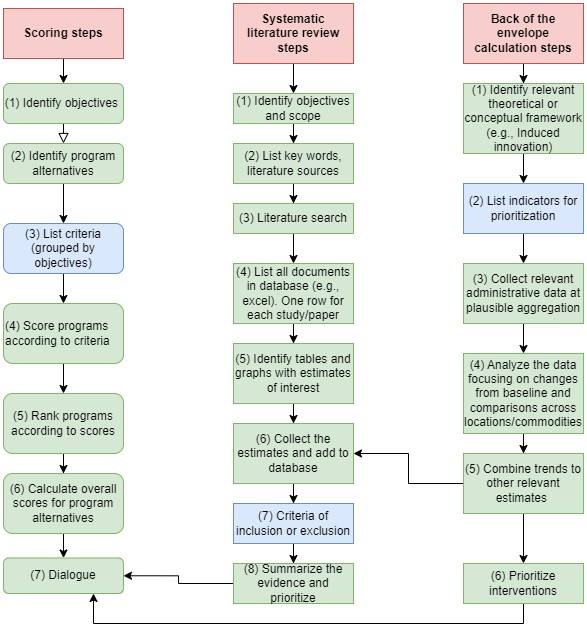 Scoring steps
(1) Identify objectives
(2) Identify program
alternatives
(3) List criteria
(grouped by
objectives)
(4) Score programs
according to criteria
(5) Rank programs
according to scores
(6) Calculate overall
scores for program
alternatives
(7) Dialogue
Systematic
literature review
steps
(1) Identify objectives
and scope
(2) List key words,
literature sources
(3) Literature search
(4) List all documents
in database (e.g.,
excel). One row for
each study/paper
(5) Identify tables and
graphs with estimates
of interest
(6) Collect the
estimates and add to
database
(7) Criteria of
inclusion or exclusion
(8) Summarize the
evidence and
prioritize
Back of the
envelope
calculation steps
(1) Identify relevant
theoretical or
conceptual framework
(e.g., Induced
innovation)
(2) List indicators for
prioritization
(3) Collect relevant
administrative data at
plausible aggregation
(4) Analyze the data
focusing on changes
from baseline and
comparisons across
locations/commodities
(5) Combine trends to
other relevant
estimates
(6) Prioritize
interventions